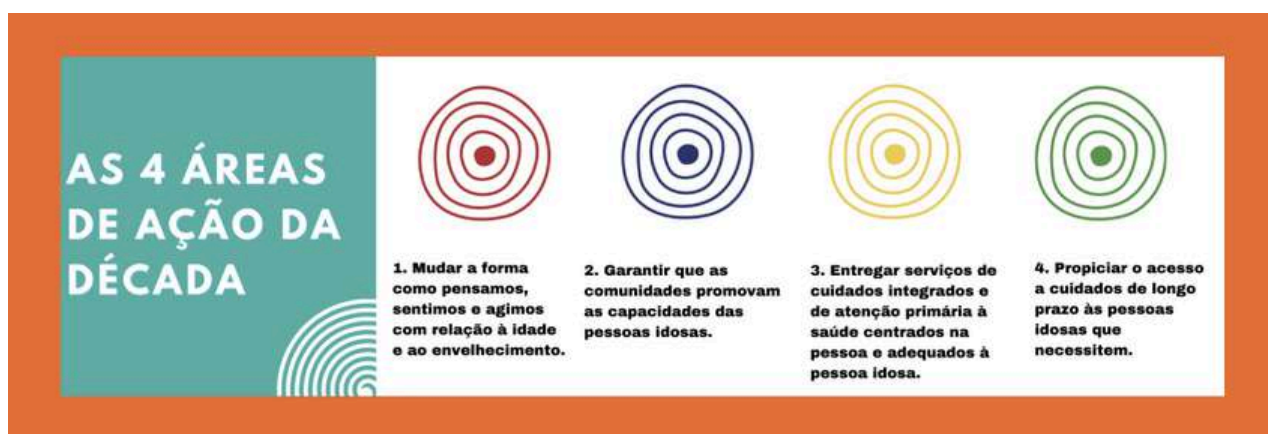 AS 4 ÁREAS
DE AÇÃO DA
DÉCADA
1. Mudar a forma
como pensamos,
sentimos e agimos
com relação à idade
e ao envelhecimento.
2. Garantir que as
comunidades promovam
as capacidades das
pessoas idosas.
3. Entregar serviços de
cuidados integrados e
de atenção primária à
saúde centrados na
pessoa e adequados à
pessoa idosa.
4. Propiciar o acesso
a cuidados de longo
prazo às pessoas
idosas que
necessitem.